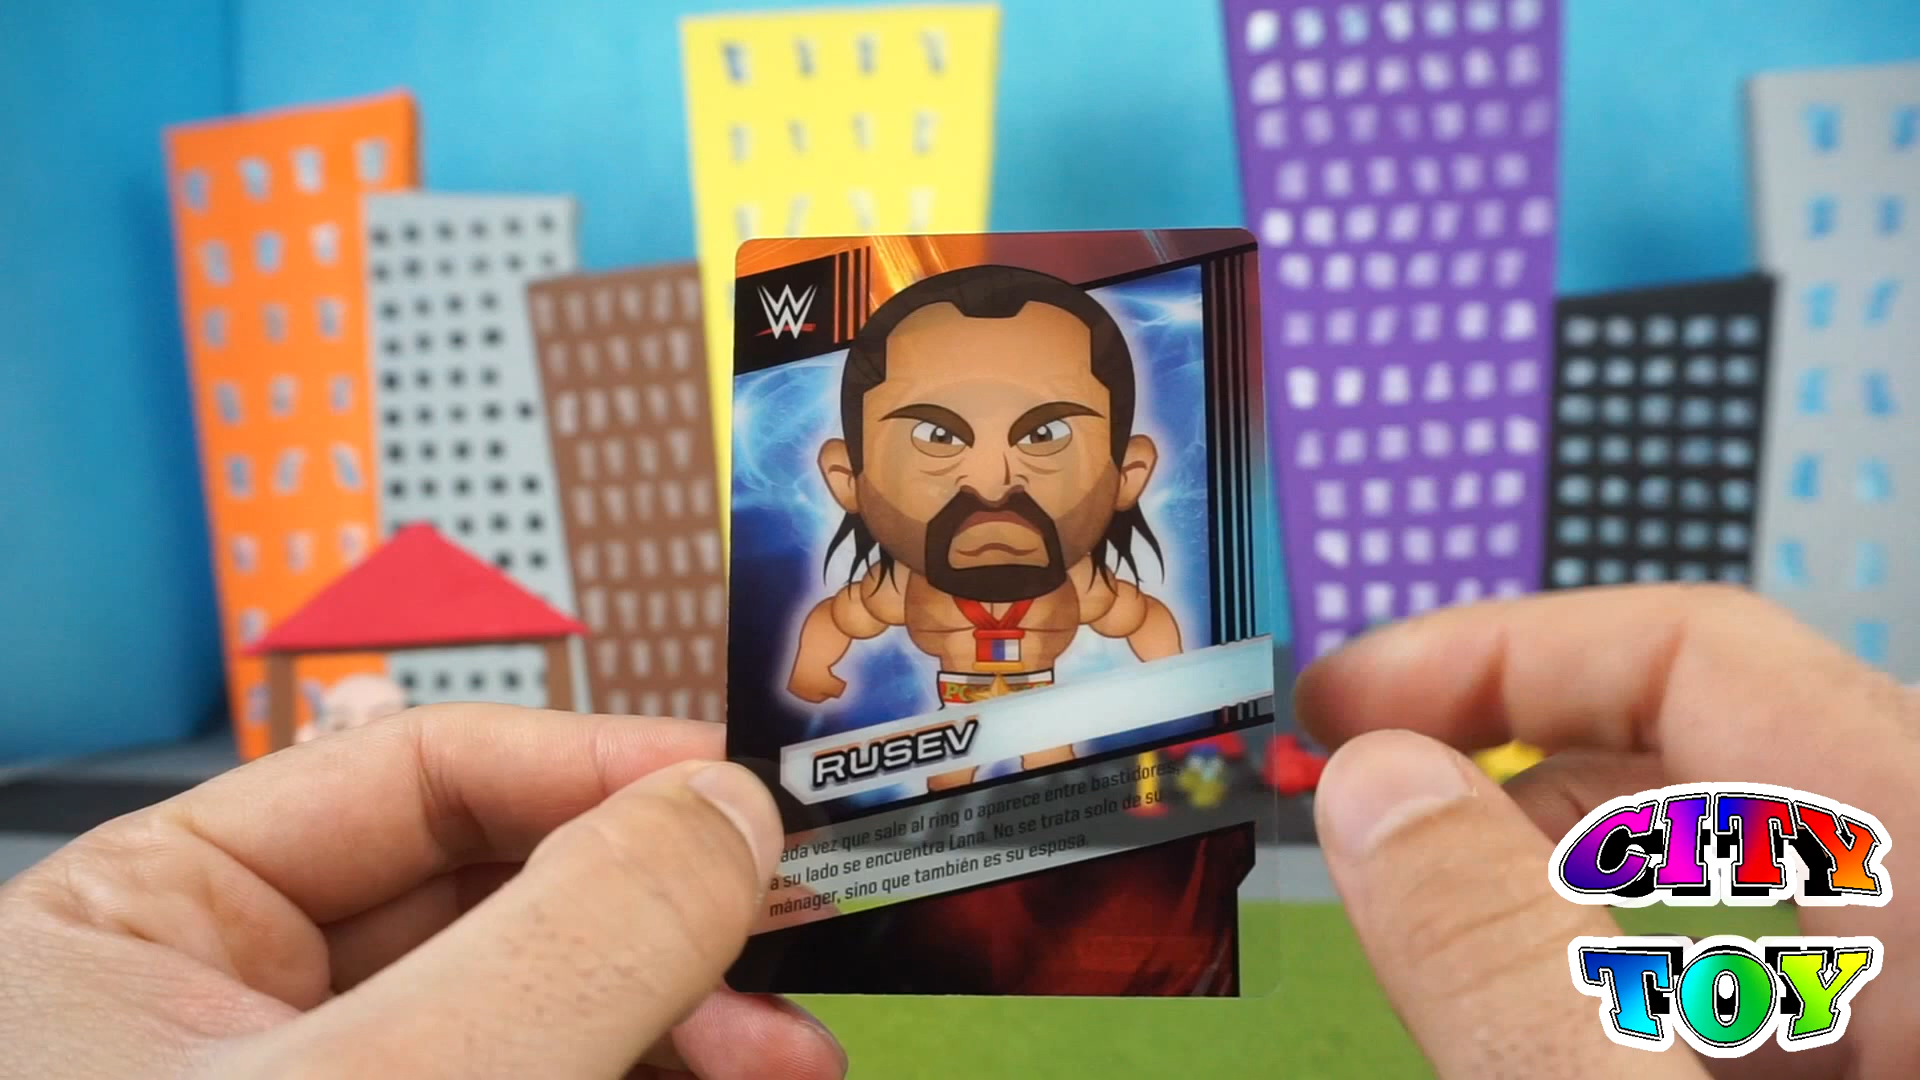 W
RUSEV
ada vez que sale al ring o aparece entre bastidores,
a su lado se encuentra Lana. No se trata solo de su
mánager, sino que también es su esposa.
CITY
TOY